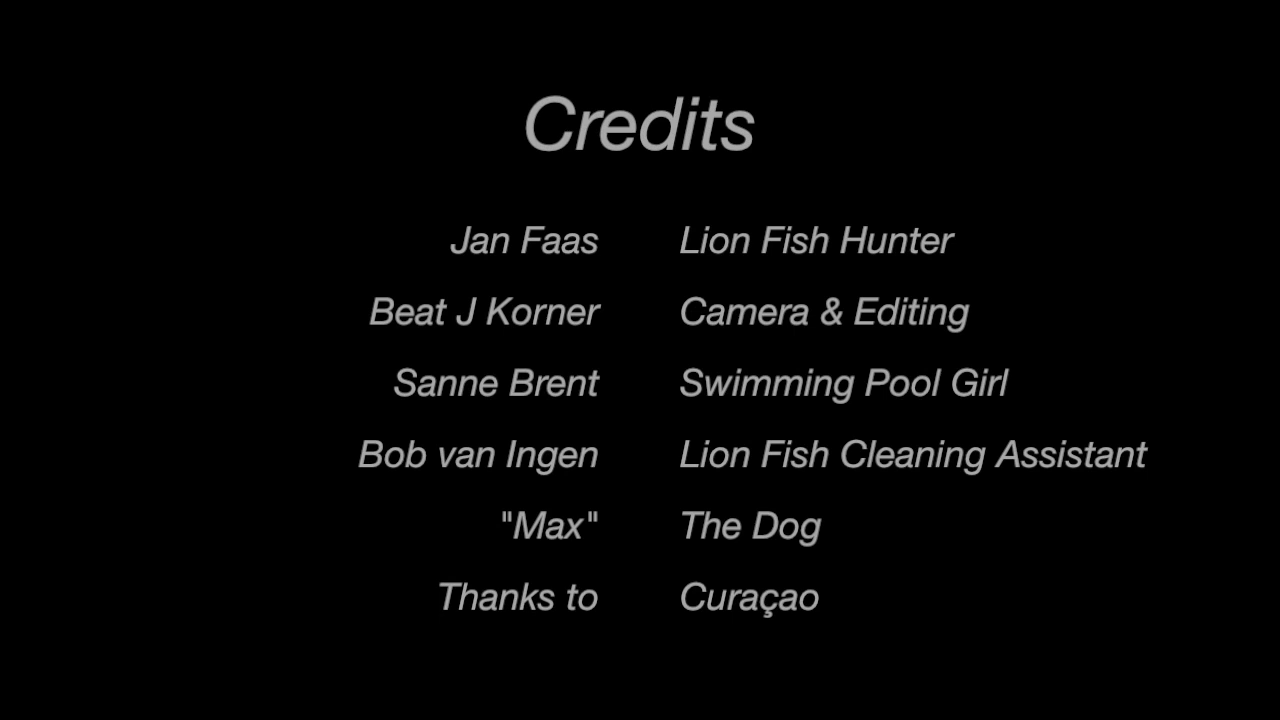 Credits
Jan Faas Lion Fish Hunter
Beat J Korner Camera & Editing
Sanne Brent Swimming Pool Girl
Bob van Ingen Lion Fish Cleaning Assistant
"Max" The Dog
Thanks to Curaçao